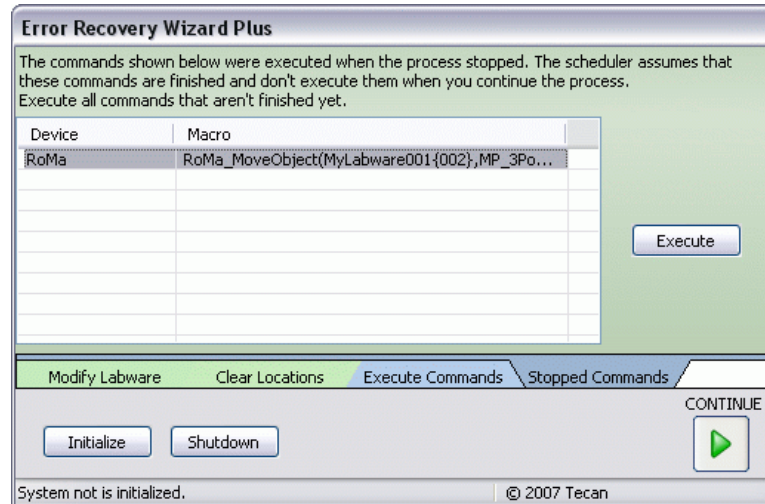 Error Recovery Wizard Plus
The commands shown below were executed when the process stopped. The scheduler assumes that
these commands are finished and don't execute them when you continue the process.
Execute all commands that aren't finished yet.
Device Macro
RoMa RoMa_MoveObject(MyLabware001{002},MP_3Po...
Execute
Modify Labware Clear Locations Execute Commands Stopped Commands
CONTINUE
Initialize Shutdown
System not is initialized. © 2007 Tecan